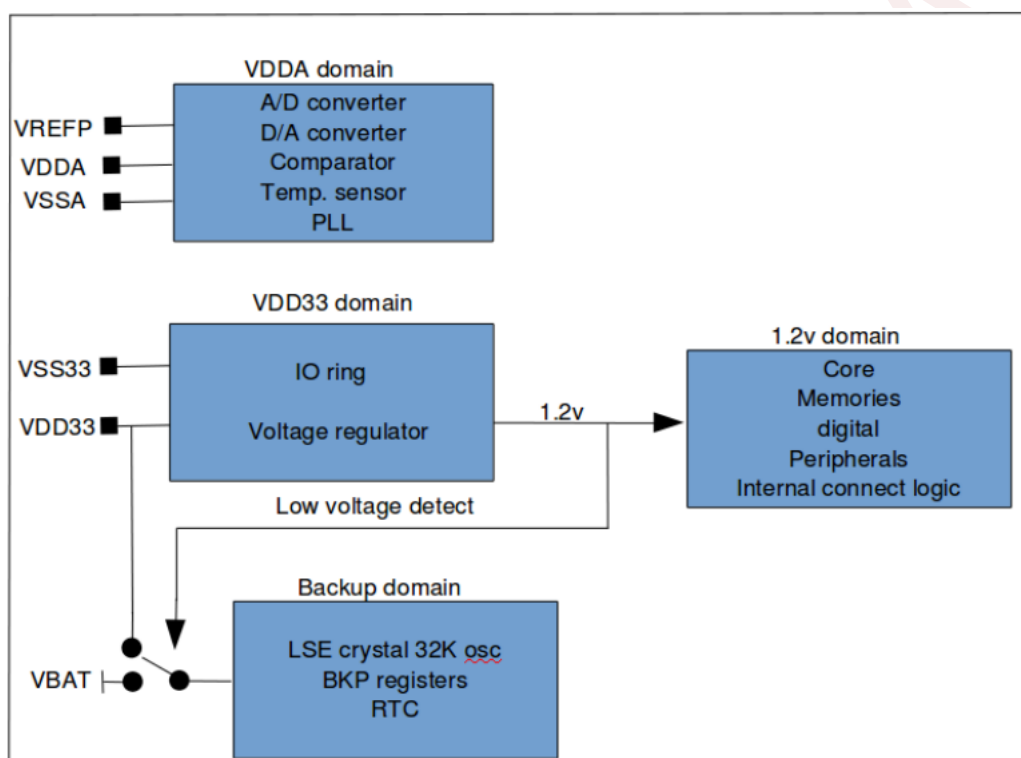 VDDA domain
A/D converter
VREFP
D/A converter
VDDA
Comparator
VSSA
Temp. sensor
PLL
VDD33 domain
VSS33
IO ring
VDD33
Voltage regulator
1.2v
1.2v domain
Core
Memories
digital
Peripherals
Internal connect logic
Low voltage detect
Backup domain
LSE crystal 32K osc
VBAT
BKP registers
RTC